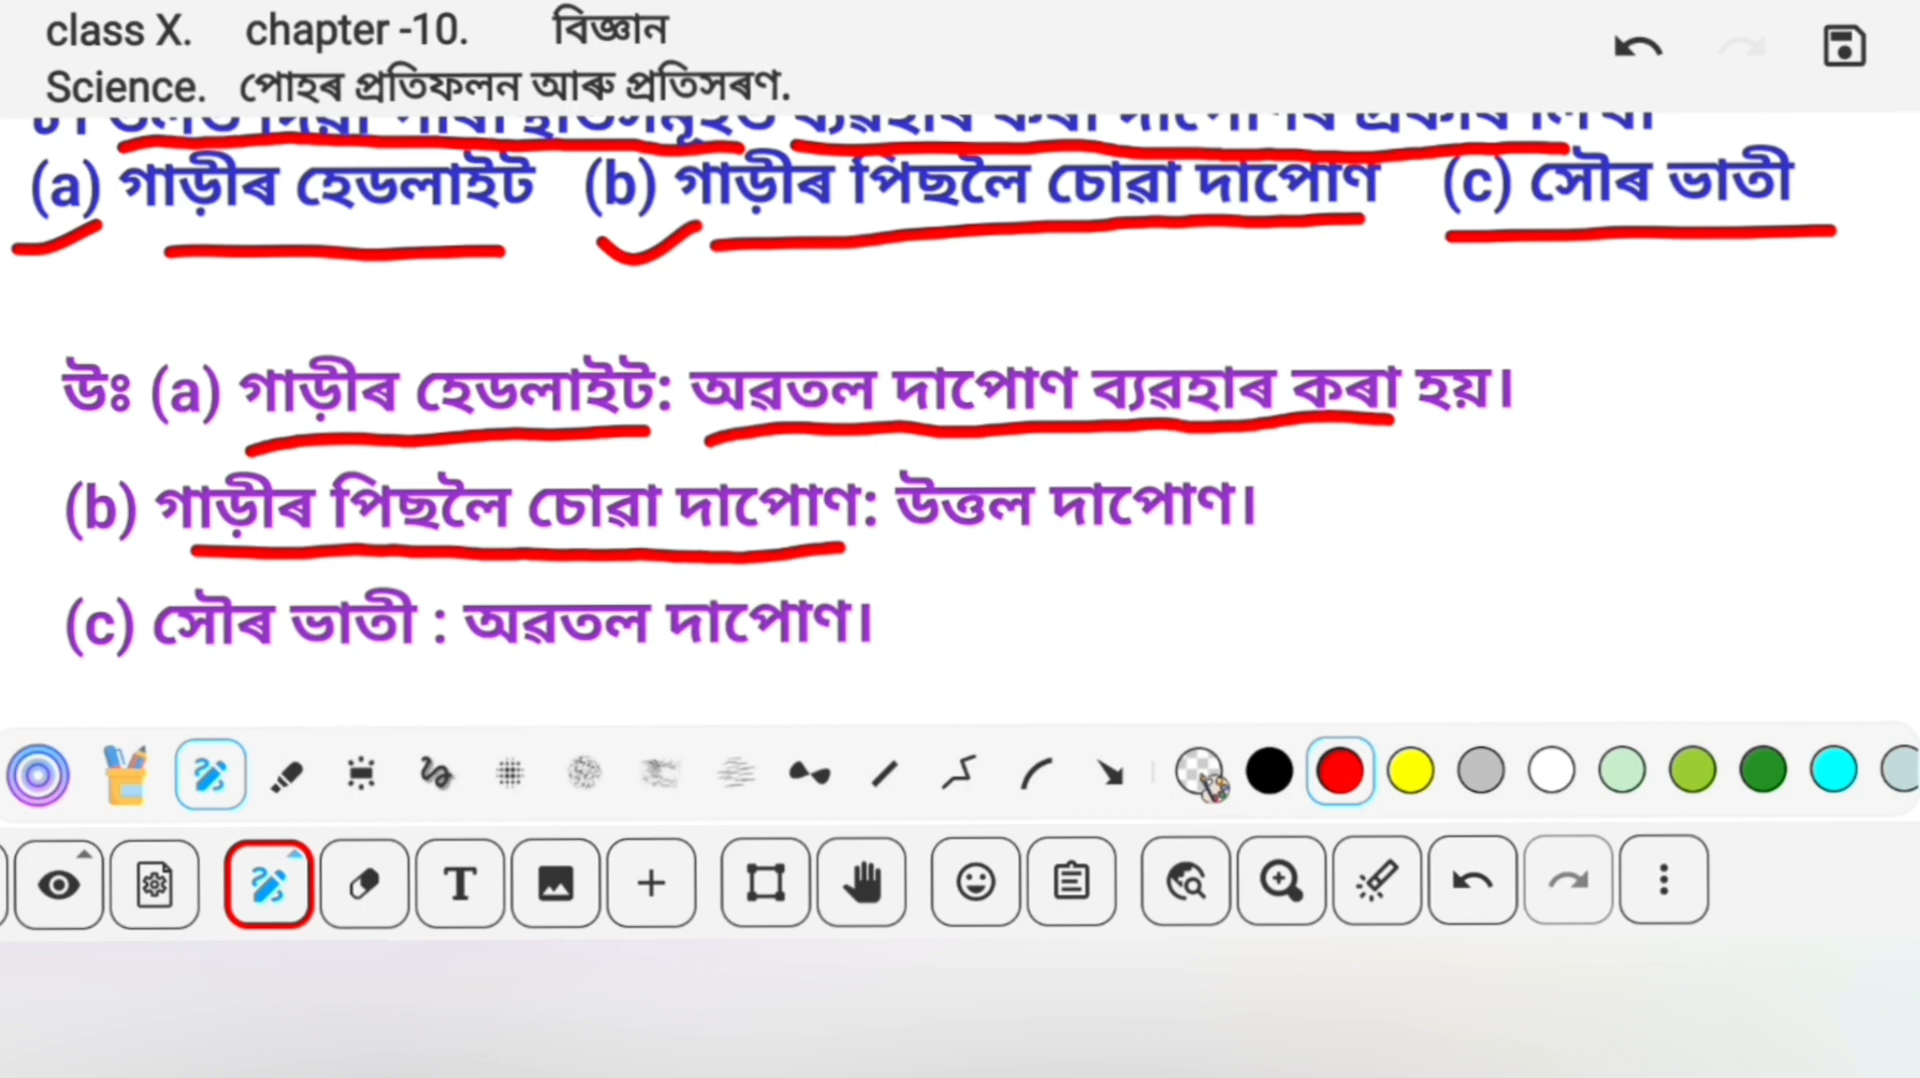 class X. chapter -10. বিজ্ঞান
Science. পোহৰ প্ৰতিফলন আৰু প্ৰতিসৰণ.
(a) গাড়ীৰ হেডলাইট (b) গাড়ীৰ পিছলৈ চোৱা দাপোণ (c) সৌৰ ভাতী
উঃ (a) গাড়ীৰ হেডলাইট: অৱতল দাপোণ ব্যৱহাৰ কৰা হয়।
(b) গাড়ীৰ পিছলৈ চোৱা দাপোণ: উত্তল দাপোণ।
(c) সৌৰ ভাতী : অৱতল দাপোণ।
T